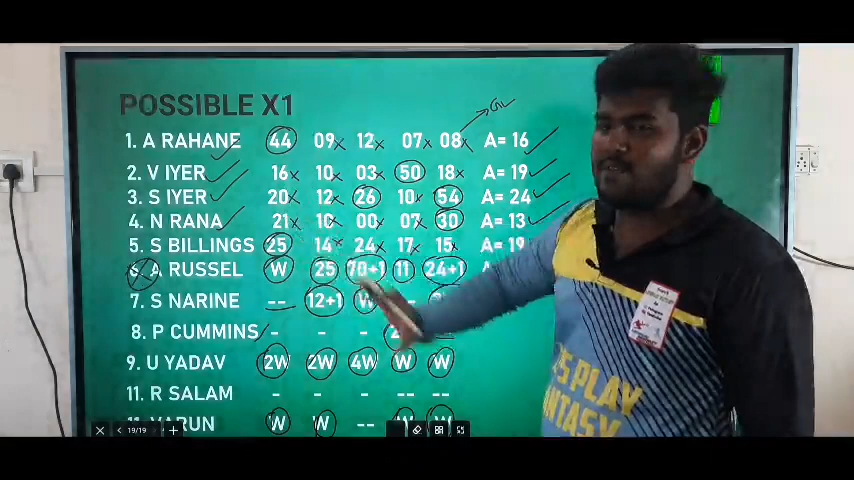 POSSIBLE X1
1. A RAHANE 44 09 12 07 08 A= 16
2. V IYER 16 10 03 50 18 A= 19
3. S IYER 20 12 26 10 54 A= 24
4. N RANA 21 10 00 07 30 A= 13
5. S BILLINGS 25 14 24 17 15 A= 19
6. A RUSSEL W 25 70+1 11 24+1
7. S NARINE -- 12+1 W --
8. P CUMMINS - - - -
9. U YADAV 2W 2W 4W W W
11. R SALAM - - - -- --
VARUN W W -- W W
19/19